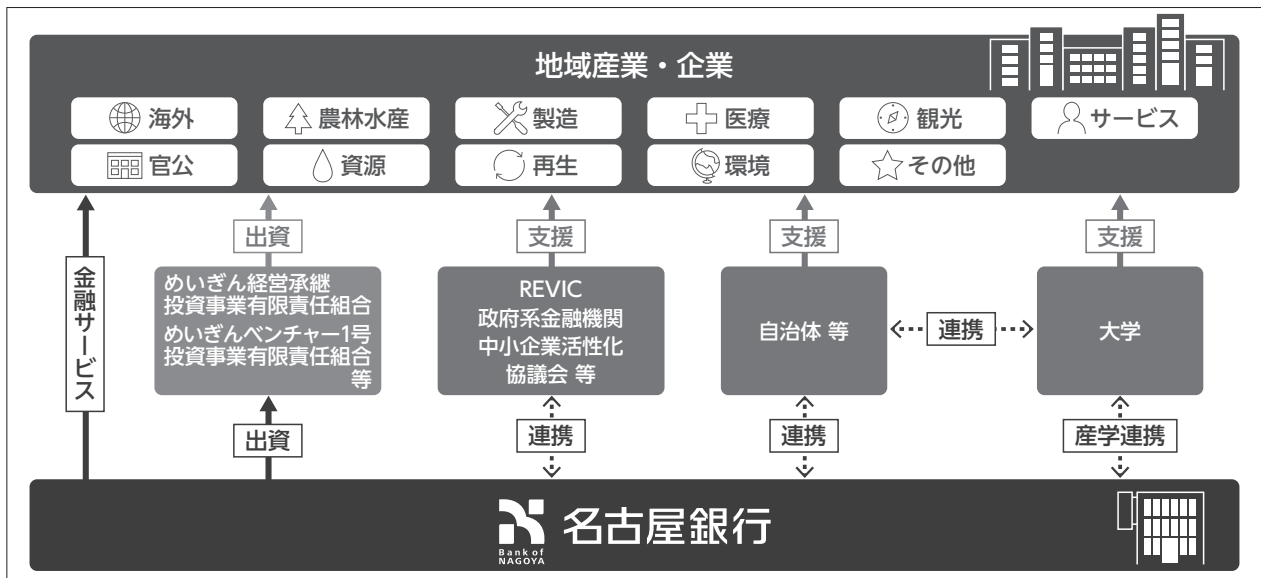 地域産業・企業
海外
農林水産
製造
医療
観光
サービス
官公
資源
再生
環境
その他
金融サービス
出資
支援
支援
支援
めいぎん経営承継
投資事業有限責任組合
めいぎんベンチャー1号
投資事業有限責任組合
等
REVIC
政府系金融機関
中小企業活性化
協議会 等
自治体 等
連携
大学
出資
連携
連携
産学連携
Bank of
NAGOYA
名古屋銀行